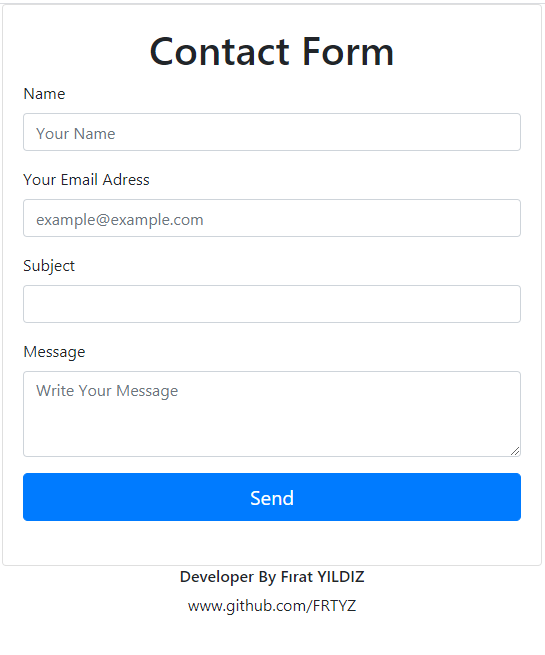 Contact Form
Name
Your Name
Your Email Adress
example@example.com
Subject
Message
Write Your Message
Send
Developer By Fırat YILDIZ
www.github.com/FRTYZ